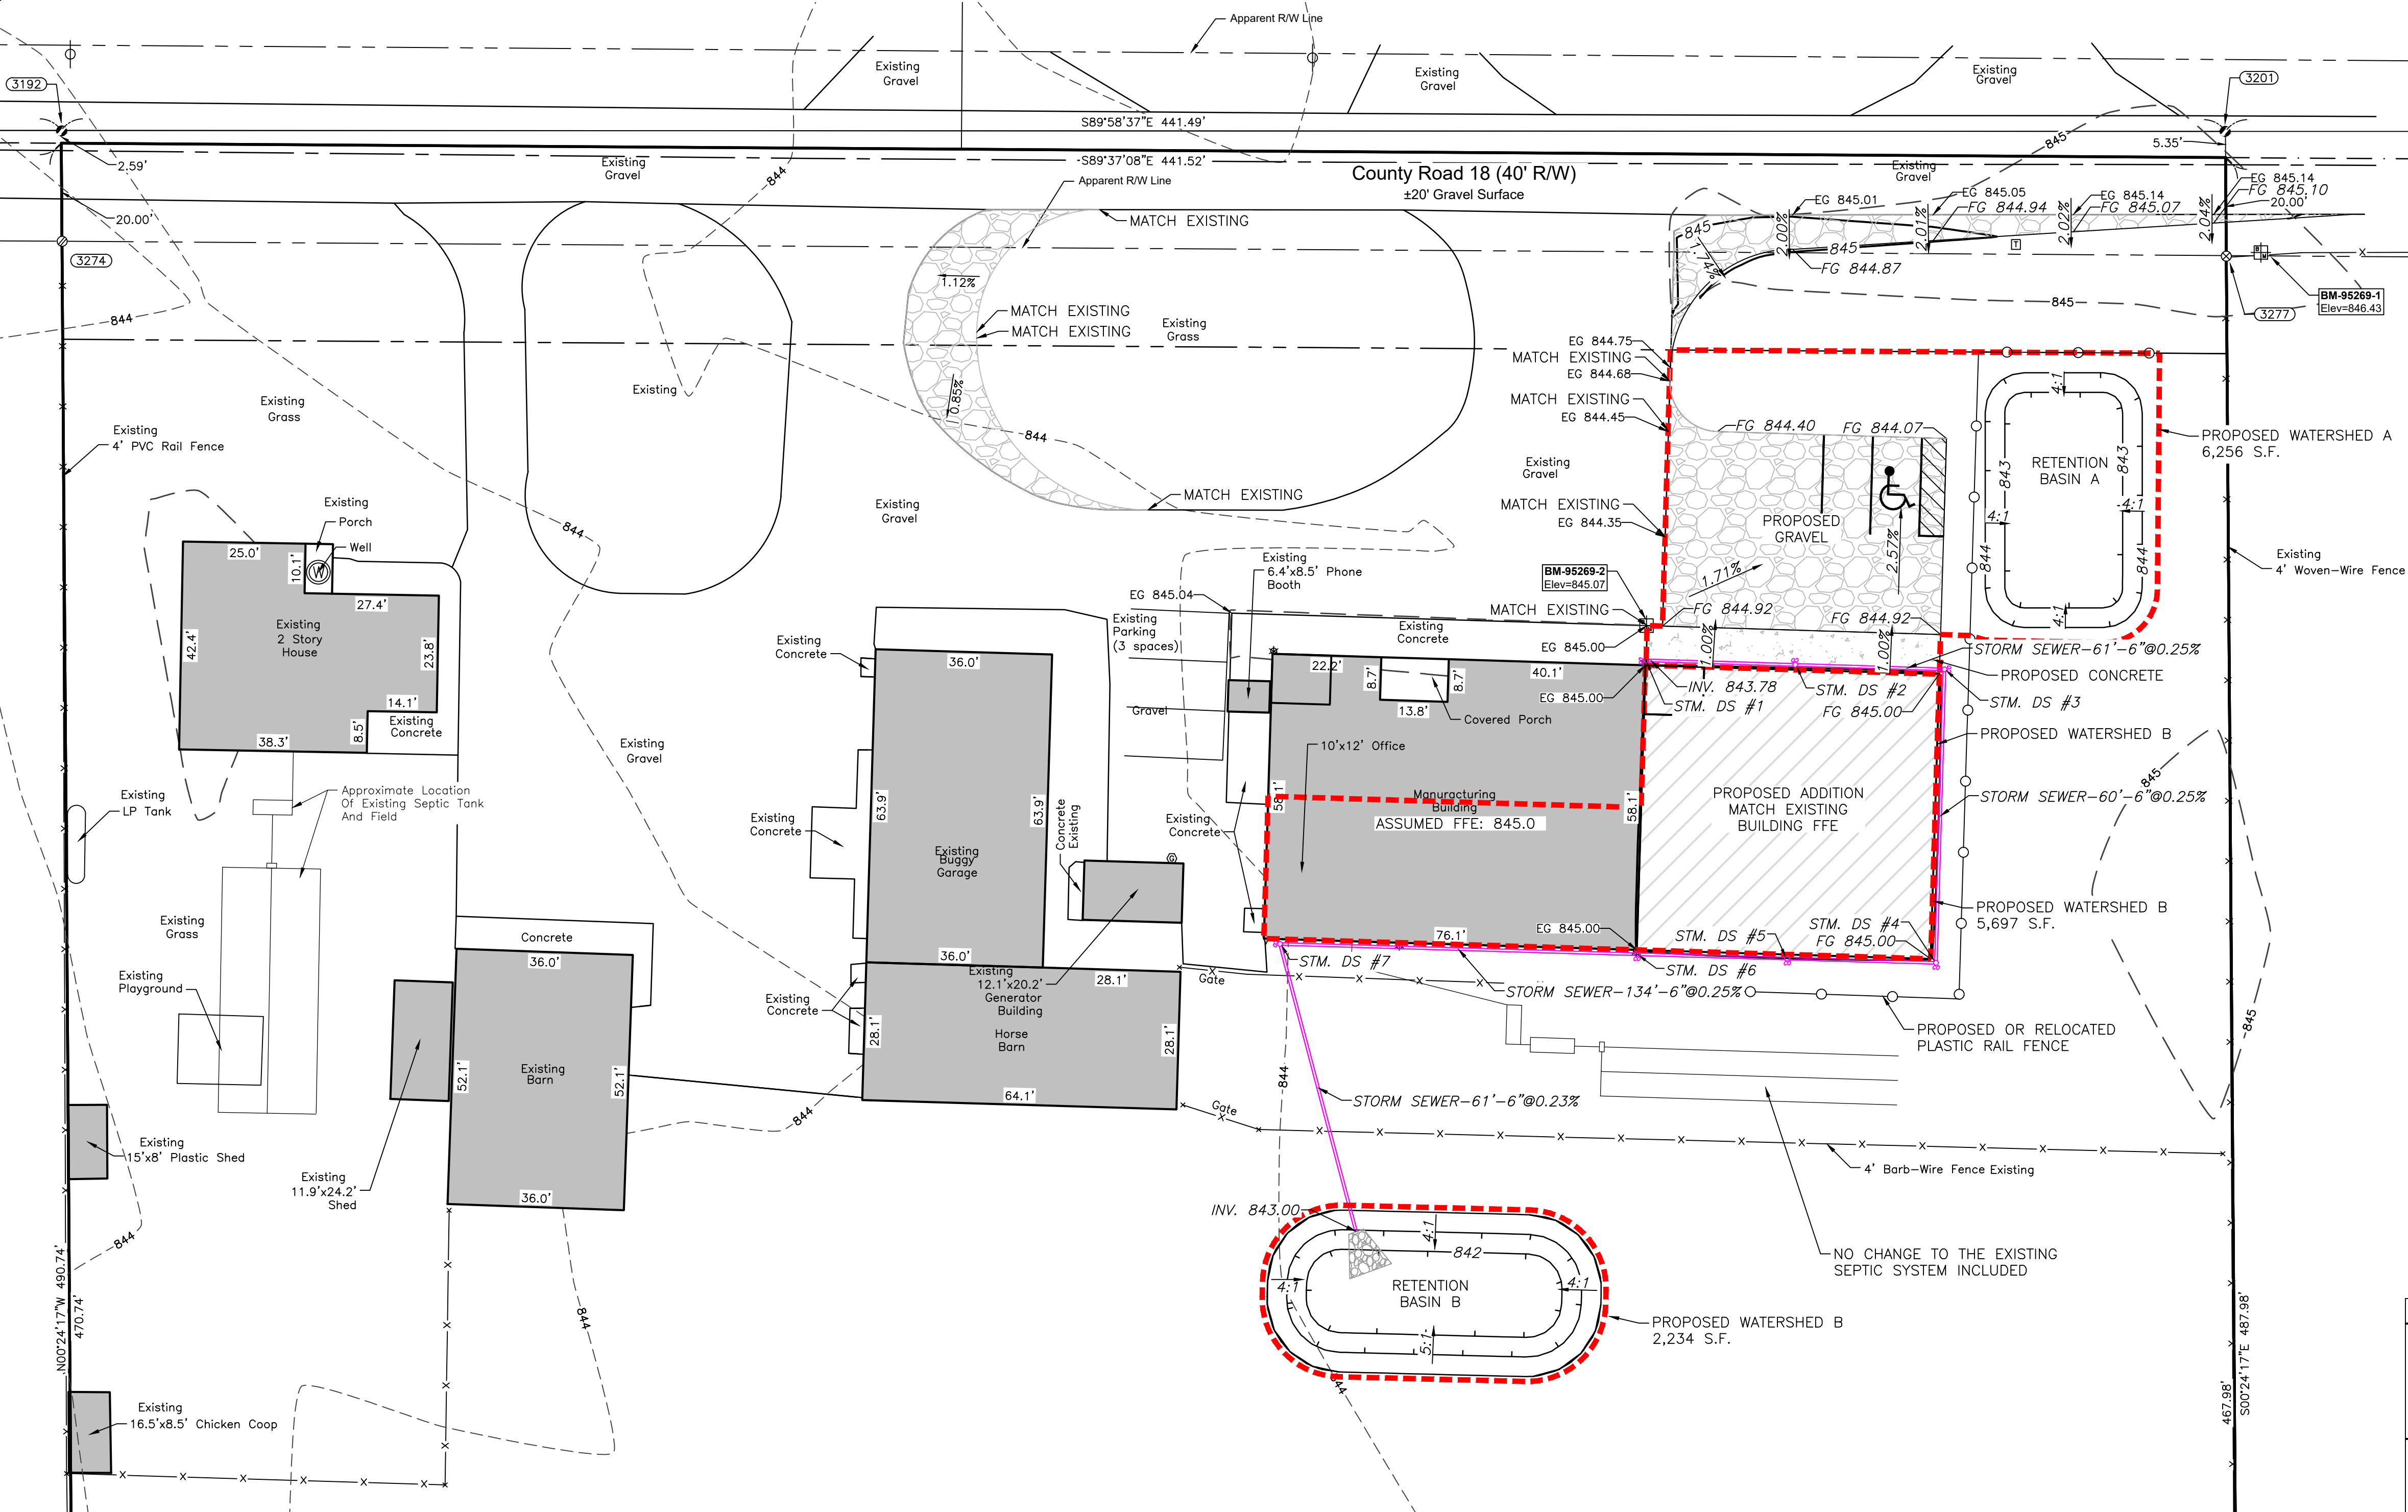 Apparent R/W Line
Existing
Gravel
Existing
Gravel
Existing
Gravel
3192
3201
S89°58'37"E 441.49'
2.59'
S89°37'08"E 441.52'
5.35'
845
Existing
Gravel
Apparent R/W Line
County Road 18 (40' R/W)
±20' Gravel Surface
Existing
Gravel
844
20.00'
MATCH EXISTING
EG 845.01
EG 845.05
FG 844.94
EG 845.14
FG 845.07
EG 845.14
FG 845.10
20.00'
2.00%
2.01%
2.02%
2.04%
845
845
1.74%
FG 844.87
T
3274
1.12%
MATCH EXISTING
MATCH EXISTING
Existing
Grass
844
845
BM-95269-1
Elev=846.43
3277
EG 844.75
MATCH EXISTING
EG 844.68
MATCH EXISTING
EG 844.45
0.85%
Existing
Existing
Grass
Existing
4' PVC Rail Fence
844
FG 844.40
FG 844.07
4:1
843
843
RETENTION
BASIN A
4:1
4:1
844
844
4:1
PROPOSED WATERSHED A
6,256 S.F.
Existing
Gravel
MATCH EXISTING
MATCH EXISTING
EG 844.35
Existing
Gravel
PROPOSED
GRAVEL
2.57%
1.71%
Existing
4' Woven-Wire Fence
Existing
Porch
Well
W
25.0'
10.1'
27.4'
Existing
2 Story
House
42.4'
23.8'
14.1'
8.5'
38.3'
Existing
Concrete
844
Existing
6.4'x8.5' Phone
Booth
BM-95269-2
Elev=845.07
EG 845.04
MATCH EXISTING
Existing
Parking
(3 spaces)
Existing
Concrete
EG 845.00
FG 844.92
FG 844.92
1.00%
1.00%
STORM SEWER-61'-6"@0.25%
PROPOSED CONCRETE
Existing
Concrete
36.0'
22.2'
8.7'
8.7'
13.8'
40.1'
Covered Porch
EG 845.00
INV. 843.78
STM. DS #1
STM. DS #2
STM. DS #3
FG 845.00
Gravel
10'x12' Office
PROPOSED WATERSHED B
Existing
Gravel
Existing
LP Tank
Approximate Location
Of Existing Septic Tank
And Field
Existing
Concrete
63.9'
63.9'
Existing
Buggy
Garage
Concrete
Existing
Existing
Concrete
58.1'
Manuracturing
Building
ASSUMED FFE: 845.0
58.1'
PROPOSED ADDITION
MATCH EXISTING
BUILDING FFE
STORM SEWER-60'-6"@0.25%
845
G
Existing
Grass
Concrete
PROPOSED WATERSHED B
5,697 S.F.
76.1'
EG 845.00
STM. DS #5
STM. DS #4
FG 845.00
STM. DS #7
STM. DS #6
STORM SEWER-134'-6"@0.25%
Gate
Existing
Playground
36.0'
36.0'
Existing
12.1'x20.2'
Generator
Building
28.1'
Existing
Concrete
28.1'
Horse
Barn
28.1'
64.1'
52.1'
Existing
Barn
52.1'
844
845
PROPOSED OR RELOCATED
PLASTIC RAIL FENCE
844
Gate
STORM SEWER-61'-6"@0.23%
Existing
15'x8' Plastic Shed
Existing
11.9'x24.2'
Shed
36.0'
4' Barb-Wire Fence Existing
844
INV. 843.00
4:1
842
4:1
RETENTION
BASIN B
4:1
5:1
NO CHANGE TO THE EXISTING
SEPTIC SYSTEM INCLUDED
PROPOSED WATERSHED B
2,234 S.F.
N00°24'17"W 490.74'
470.74'
844
844
467.98'
S00°24'17"E 487.98'
Existing
16.5'x8.5' Chicken Coop